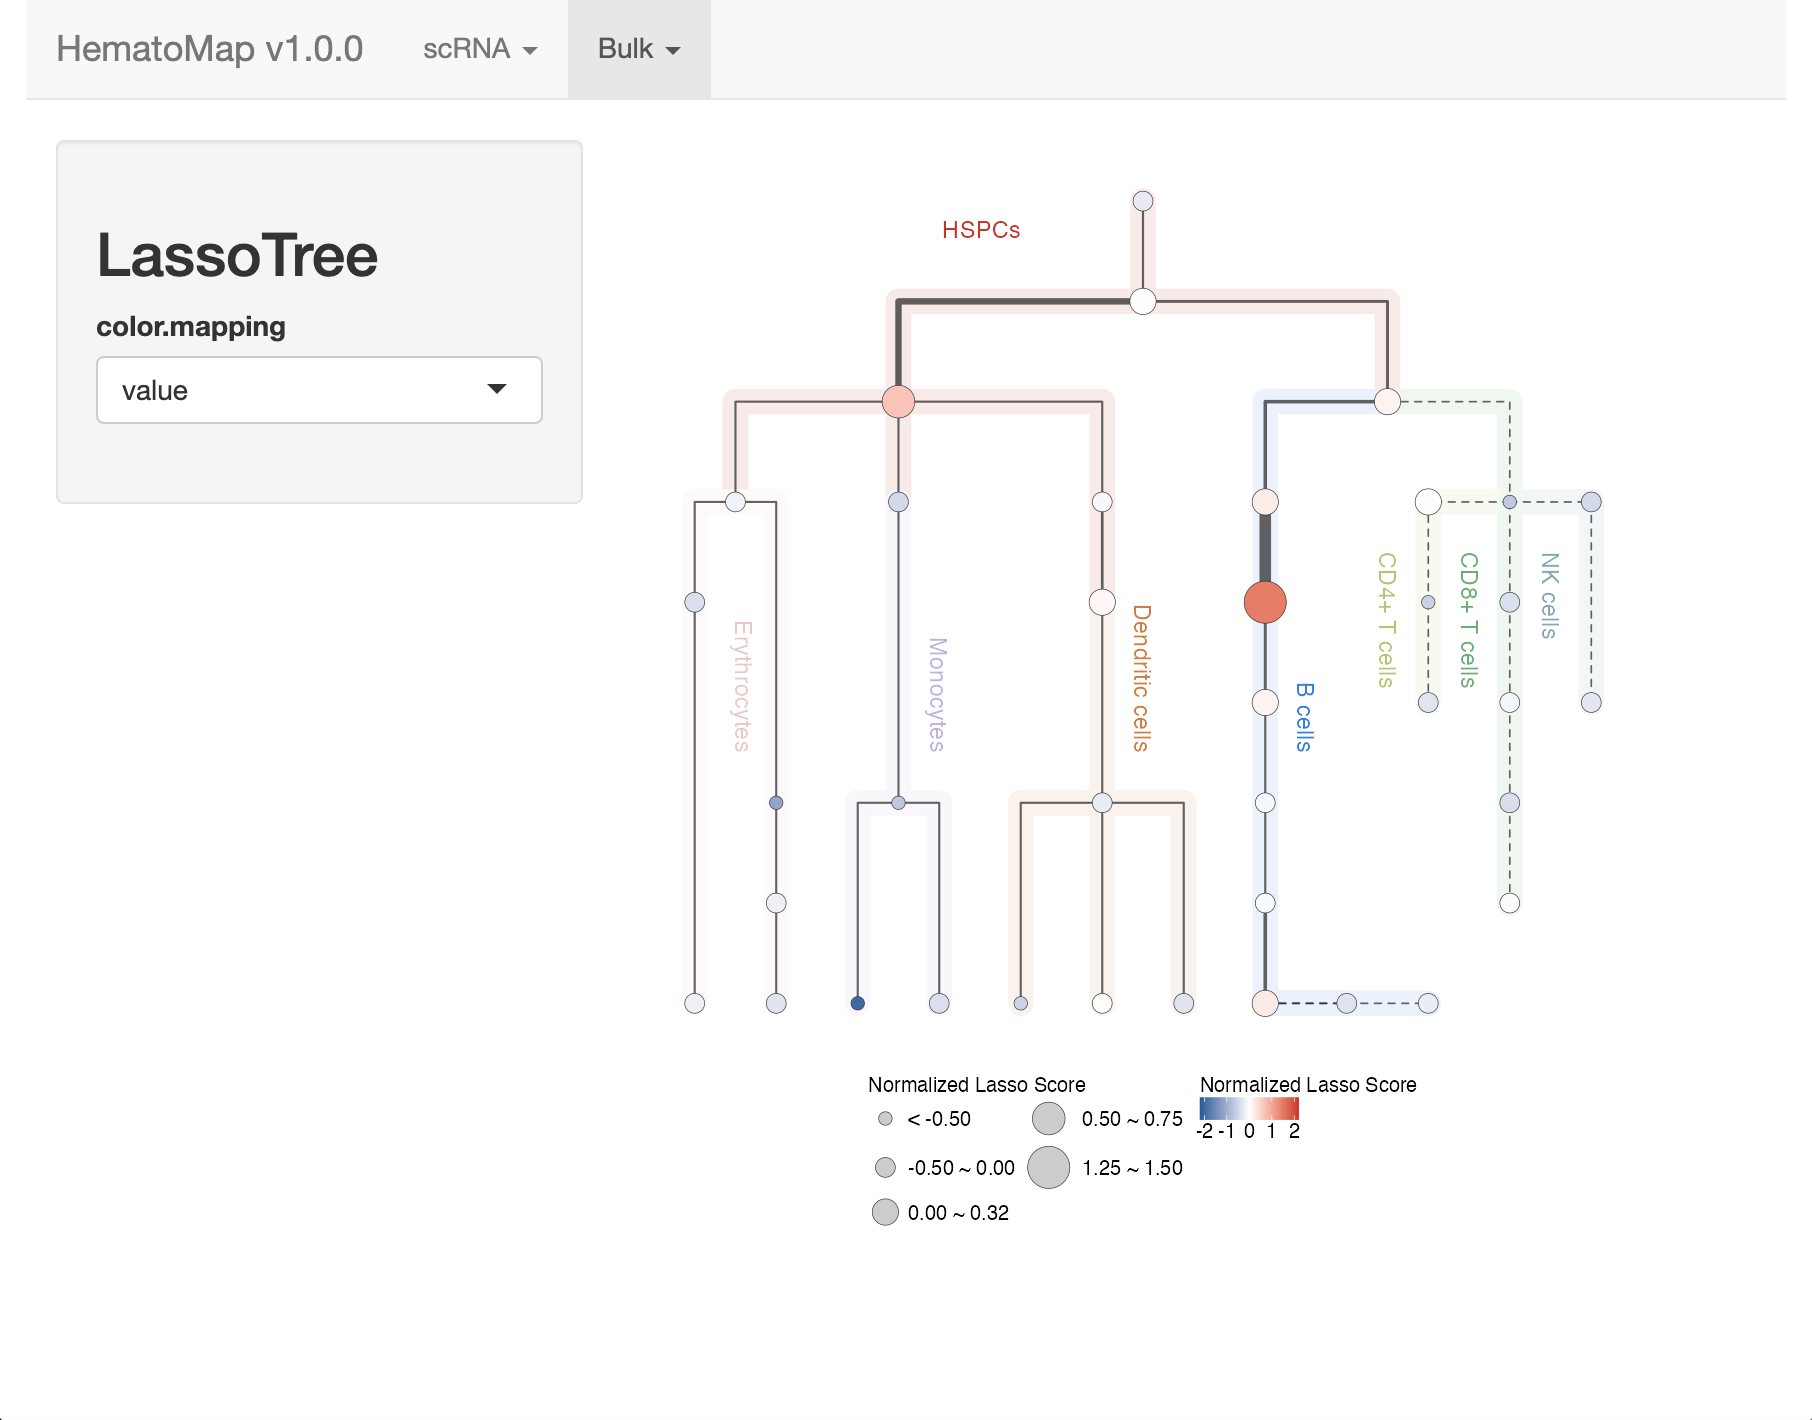 HematoMap v1.0.0
scRNA
Bulk
LassoTree
color.mapping
value
HSPCs
Erythrocytes
Monocytes
Dendritic cells
B cells
CD4+ T cells
CD8+ T cells
NK cells
Normalized Lasso Score
< -0.50
-0.50 ~ 0.00
0.00 ~ 0.32
0.50 ~ 0.75
1.25 ~ 1.50
Normalized Lasso Score
-2 -1 0 1 2